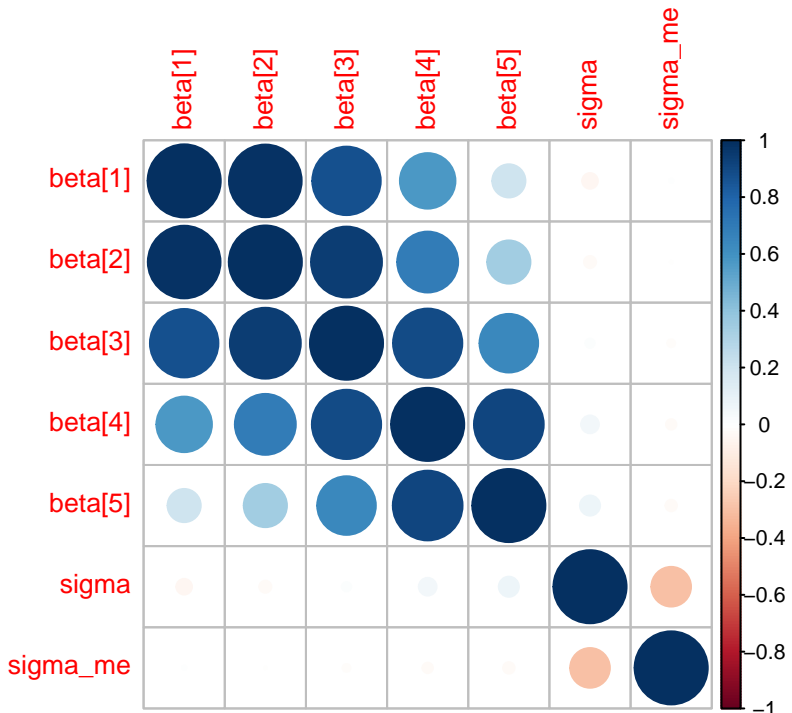 beta[1]
beta[2]
beta[3]
beta[4]
beta[5]
sigma
sigma_me
beta[1]
beta[2]
beta[3]
beta[4]
beta[5]
sigma
sigma_me
1
0.8
0.6
0.4
0.2
0
−0.2
−0.4
−0.6
−0.8
−1